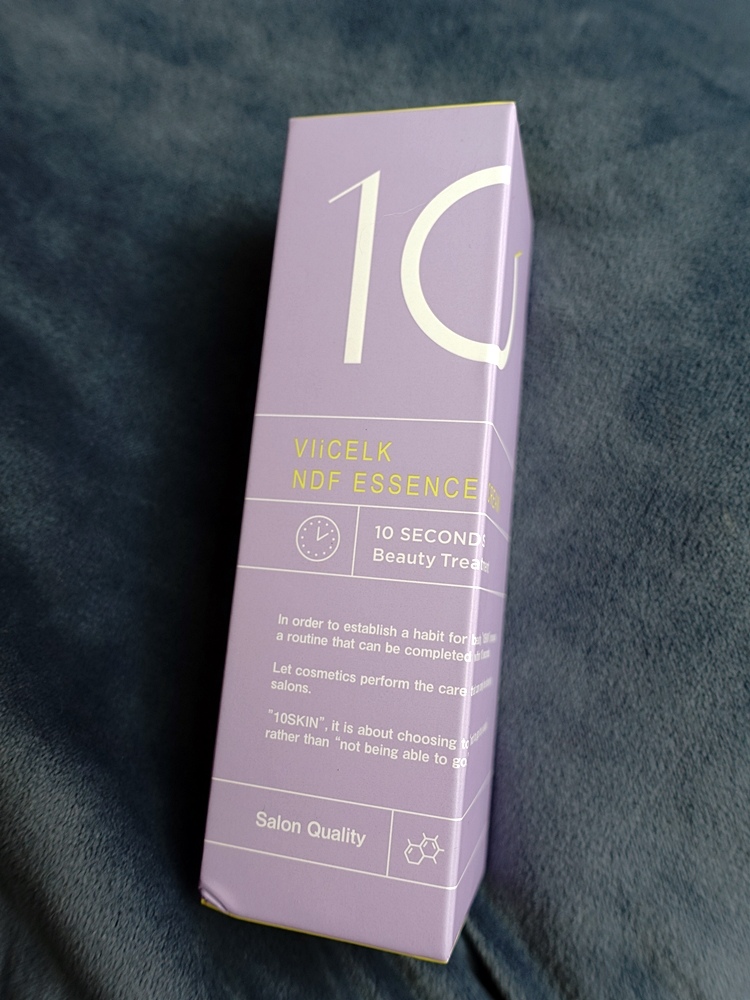 10
VIiCELK
NDF ESSENCE
10 SECONDS
Beauty
In order to establish a habit for
a routine that can be completed
Let cosmetics perform the care
salons.
"10SKIN", it is about choosing to
rather than "not being able to go
Salon Quality